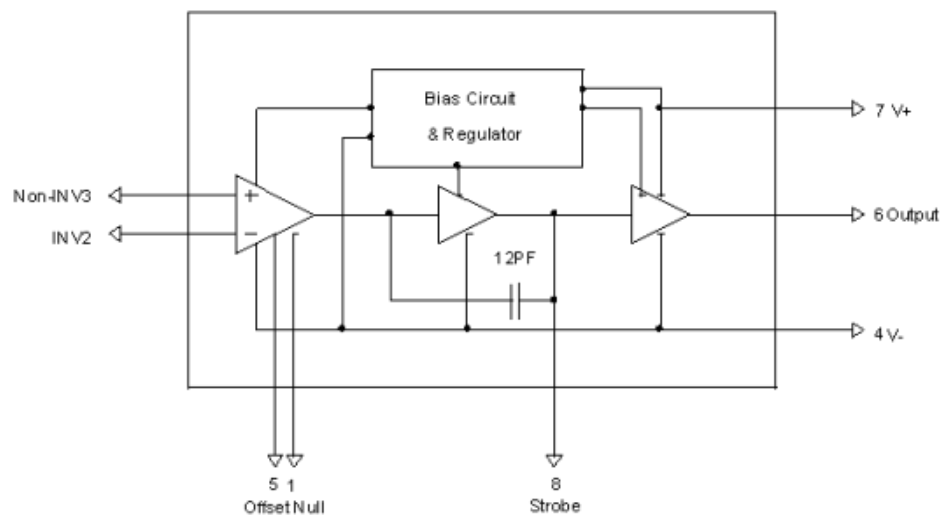 Bias Circuit
& Regulator
7 V+
Non-INV3
+
INV2
−
6 Output
12PF
4 V-
5 1
Offset Null
8
Strobe